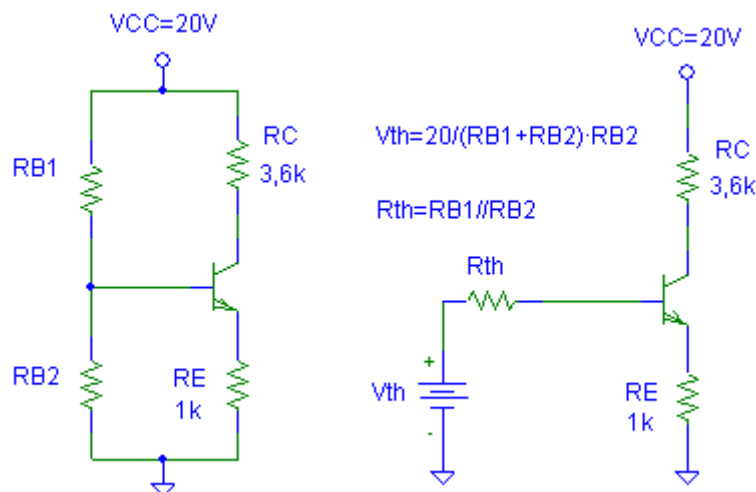 VCC=20V
RB1
RC
3,6k
RB2
RE
1k
VCC=20V
Vth=20/(RB1+RB2)·RB2
RC
3,6k
Rth=RB1//RB2
Rth
+
Vth
-
RE
1k